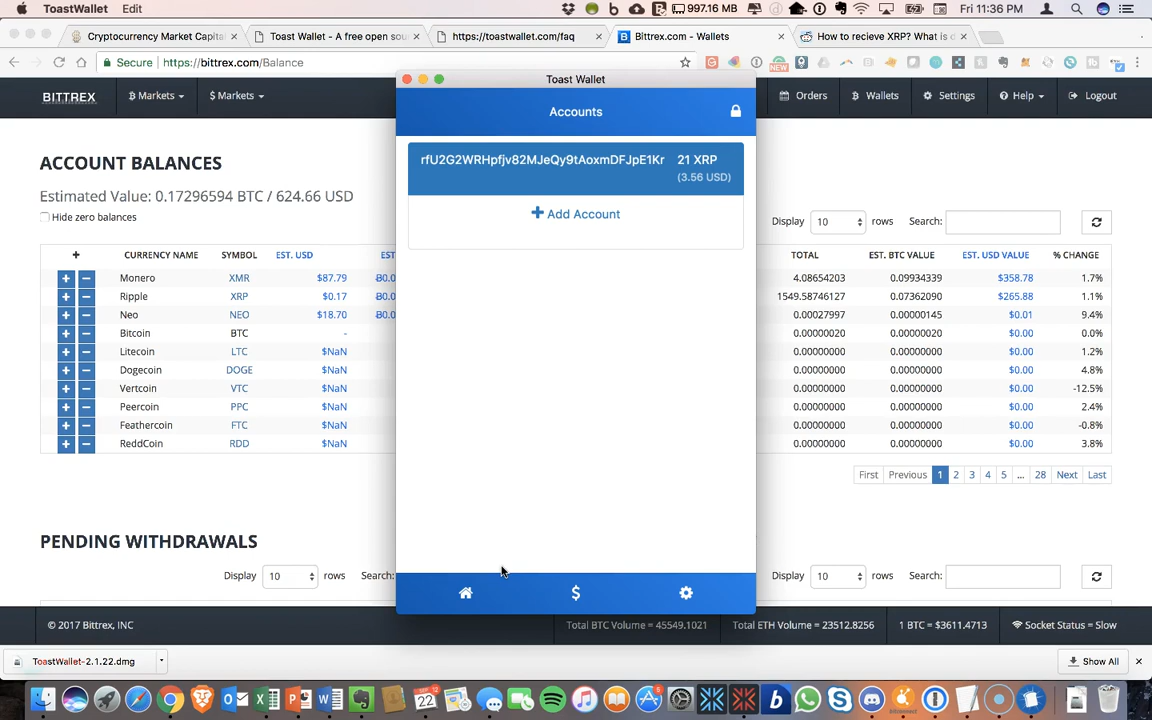 ToastWallet Edit 997.16 MB Fri 11:36 PM
Cryptocurrency Market Capital × Toast Wallet - A free open sou × https://toastwallet.com/faq × Bittrex.com - Wallets × How to recieve XRP? What is d ×
Secure https://bittrex.com/Balance
Toast Wallet
BITTREX Markets $ Markets Orders Wallets Settings Help Logout
Accounts
rfU2G2WRHpfjv82MJeQy9tAoxmDFJpE1Kr 21 XRP
(3.56 USD)
+ Add Account
ACCOUNT BALANCES
Estimated Value: 0.17296594 BTC / 624.66 USD
Hide zero balances
Display 10 rows Search:
+ CURRENCY NAME SYMBOL EST. USD EST TOTAL EST. BTC VALUE EST. USD VALUE % CHANGE
+ − Monero XMR $87.79 Ƀ0.0 4.08654203 0.09934339 $358.78 1.7%
+ − Ripple XRP $0.17 Ƀ0.0 1549.58746127 0.07362090 $265.88 1.1%
+ − Neo NEO $18.70 Ƀ0.0 0.00027997 0.00000145 $0.01 9.4%
+ − Bitcoin BTC - 0.00000020 0.00000020 $0.00 0.0%
+ − Litecoin LTC $NaN 0.00000000 0.00000000 $0.00 1.2%
+ − Dogecoin DOGE $NaN 0.00000000 0.00000000 $0.00 4.8%
+ − Vertcoin VTC $NaN 0.00000000 0.00000000 $0.00 -12.5%
+ − Peercoin PPC $NaN 0.00000000 0.00000000 $0.00 2.4%
+ − Feathercoin FTC $NaN 0.00000000 0.00000000 $0.00 -0.8%
+ − ReddCoin RDD $NaN 0.00000000 0.00000000 $0.00 3.8%
First Previous 1 2 3 4 5 ... 28 Next Last
PENDING WITHDRAWALS
Display 10 rows Search: Display 10 rows Search:
$
© 2017 Bittrex, INC Total BTC Volume = 45549.1021 Total ETH Volume = 23512.8256 1 BTC = $3611.4713 Socket Status = Slow
ToastWallet-2.1.22.dmg Show All ×